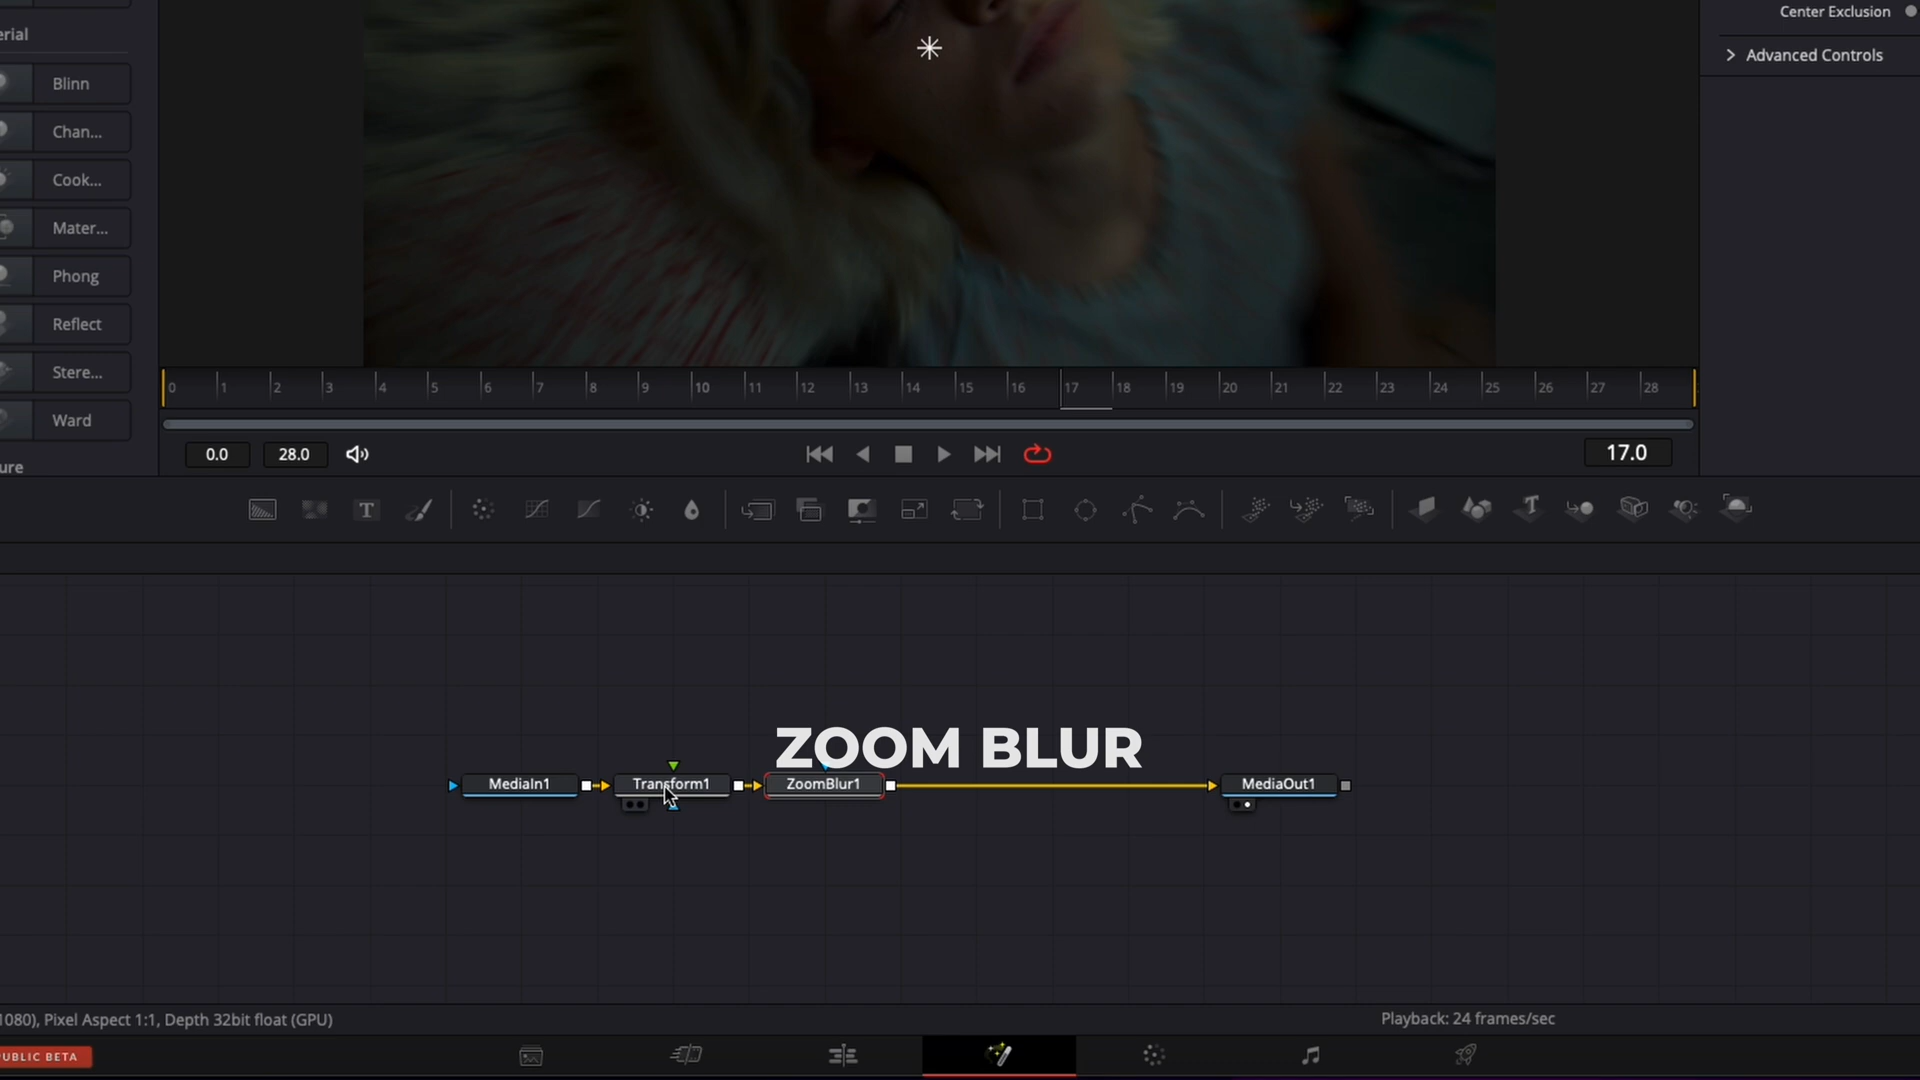 Center Exclusion
erial
Advanced Controls
Blinn
Chan...
Cook...
Mater...
Phong
Reflect
Stere...
Ward
ure
0 1 2 3 4 5 6 7 8 9 10 11 12 13 14 15 16 17 18 19 20 21 22 23 24 25 26 27 28
0.0 28.0 17.0
T
ZOOM BLUR
MediaIn1 Transform1 ZoomBlur1 MediaOut1
1080), Pixel Aspect 1:1, Depth 32bit float (GPU)
Playback: 24 frames/sec
PUBLIC BETA